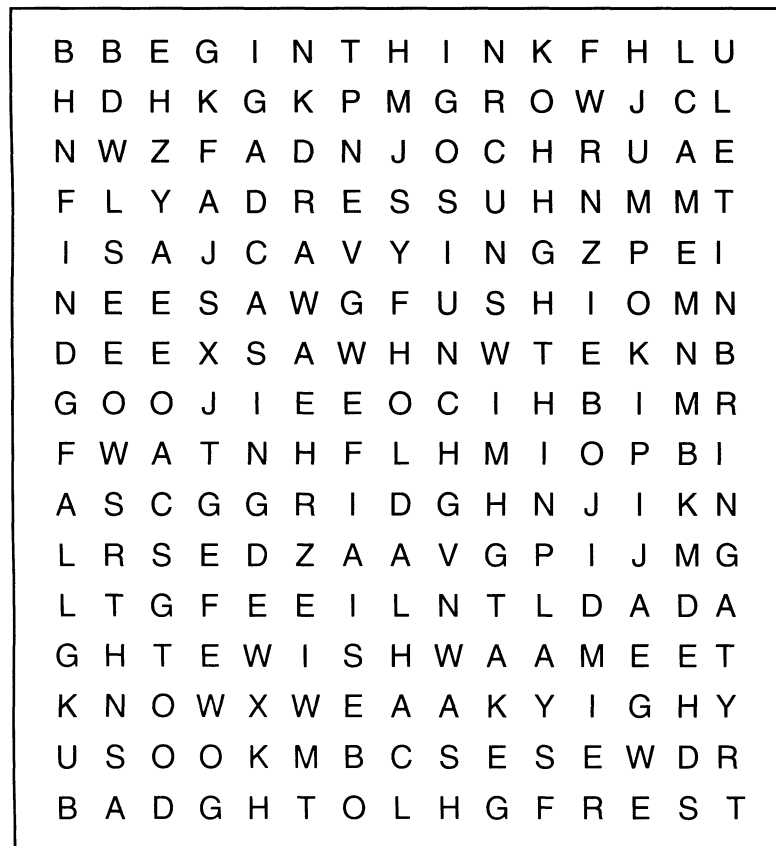 B B E G I N T H I N K F H L U
H D H K G K P M G R O W J C L
N W Z F A D N J O C H R U A E
F L Y A D R E S S U H N M M T
I S A J C A V Y I N G Z P E I
N E E S A W G F U S H I O M N
D E E X S A W H N W T E K N B
G O O J I E E O C I H B I M R
F W A T N H F L H M I O P B I
A S C G G R I D G H N J I K N
L R S E D Z A A V G P I J M G
L T G F E E I L N T L D A D A
G H T E W I S H W A A M E E T
K N O W X W E A A K Y I G H Y
U S O O K M B C S E S E W D R
B A D G H T O L H G F R E S T